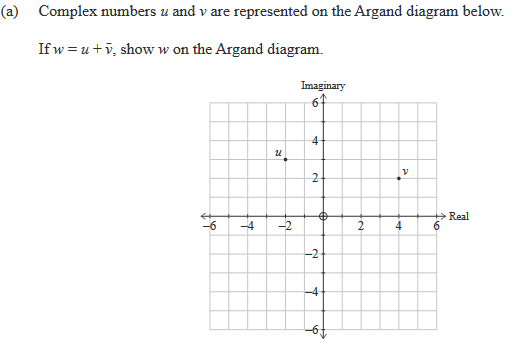 (a) Complex numbers u and v are represented on the Argand diagram below.
If w = u + v̄, show w on the Argand diagram.
Imaginary
6
4
u
v
2
Real
–6 –4 –2 2 4 6
–2
–4
–6